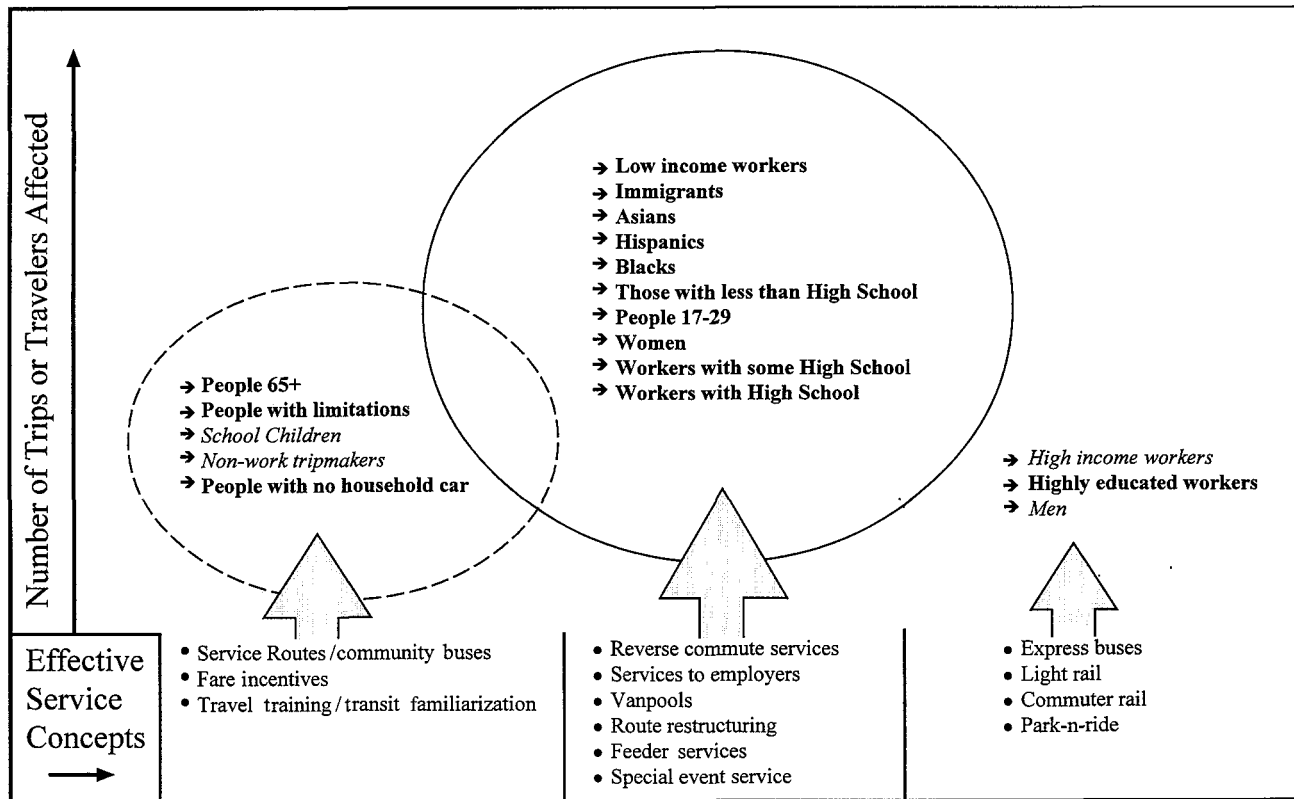 Number of Trips or Travelers Affected
→ Low income workers
→ Immigrants
→ Asians
→ Hispanics
→ Blacks
→ Those with less than High School
→ People 17-29
→ Women
→ Workers with some High School
→ Workers with High School
→ People 65+
→ People with limitations
→ School Children
→ Non-work tripmakers
→ People with no household car
→ High income workers
→ Highly educated workers
→ Men
Effective
Service
Concepts
• Service Routes/community buses
• Fare incentives
• Travel training/transit familiarization
• Reverse commute services
• Services to employers
• Vanpools
• Route restructuring
• Feeder services
• Special event service
• Express buses
• Light rail
• Commuter rail
• Park-n-ride